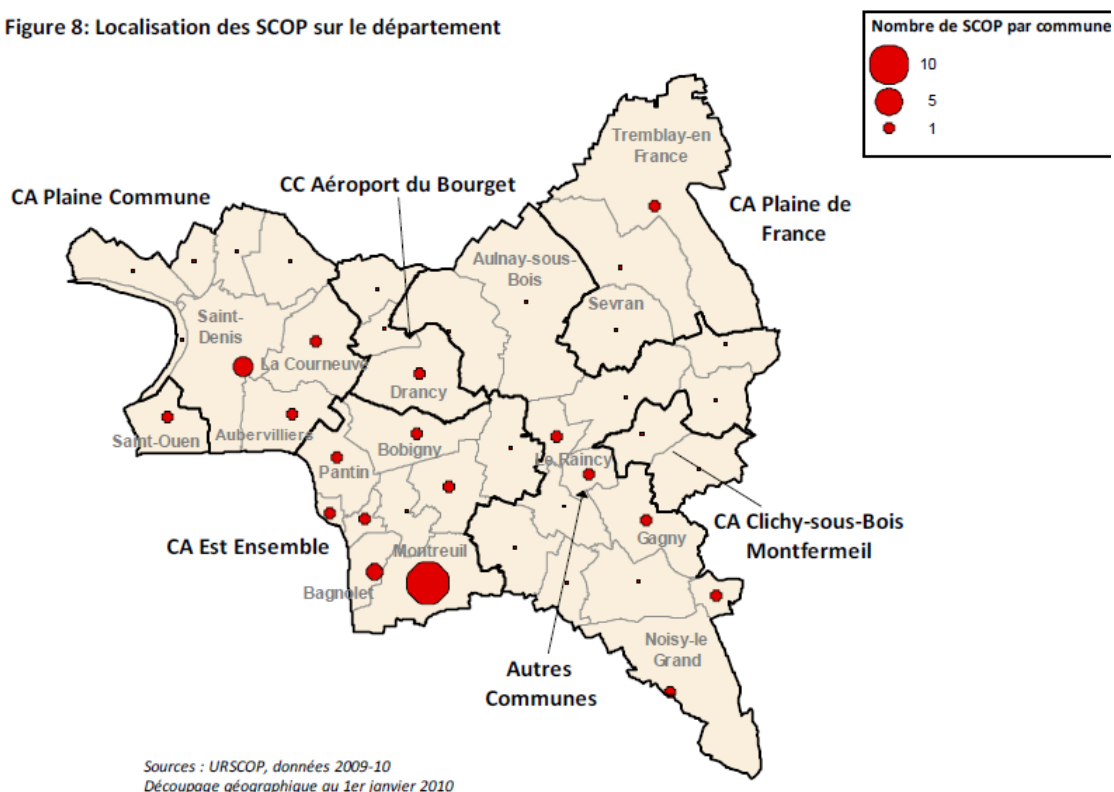 Figure 8: Localisation des SCOP sur le département
Nombre de SCOP par commune
10
5
1
Tremblay-en
France
CC Aéroport du Bourget
CA Plaine Commune
CA Plaine de
France
Aulnay-sous-
Bois
Sevran
Saint-
Denis
La Courneuve
Drancy
Saint-Ouen
Aubervilliers
Bobigny
Pantin
Le Raincy
CA Clichy-sous-Bois
Montfermeil
Gagny
CA Est Ensemble
Montreuil
Bagnolet
Noisy-le
Grand
Autres
Communes
Sources : URSCOP, données 2009-10
Découpage géographique au 1er janvier 2010